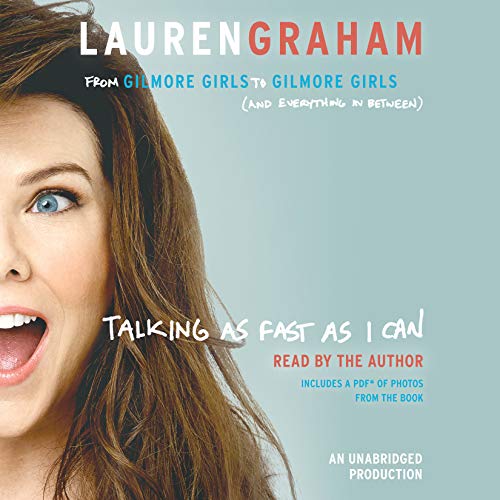 LAURENGRAHAM
FROM GILMORE GIRLS TO GILMORE GIRLS
(AND EVERYTHING IN BETWEEN)
TALKING AS FAST AS I CAN
READ BY THE AUTHOR
INCLUDES A PDF* OF PHOTOS
FROM THE BOOK
AN UNABRIDGED
PRODUCTION